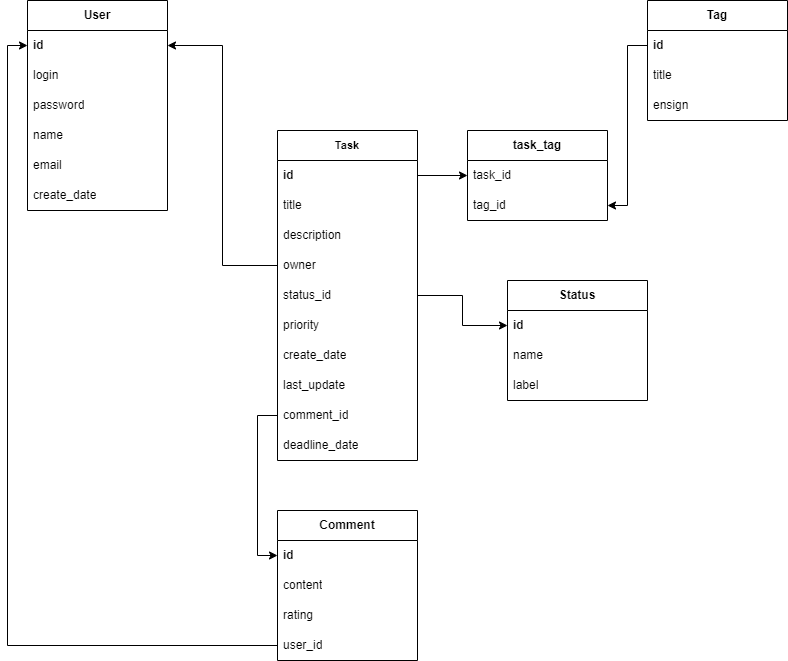 User
id
login
password
name
email
create_date
Tag
id
title
ensign
Task
id
title
description
owner
status_id
priority
create_date
last_update
comment_id
deadline_date
task_tag
task_id
tag_id
Status
id
name
label
Comment
id
content
rating
user_id